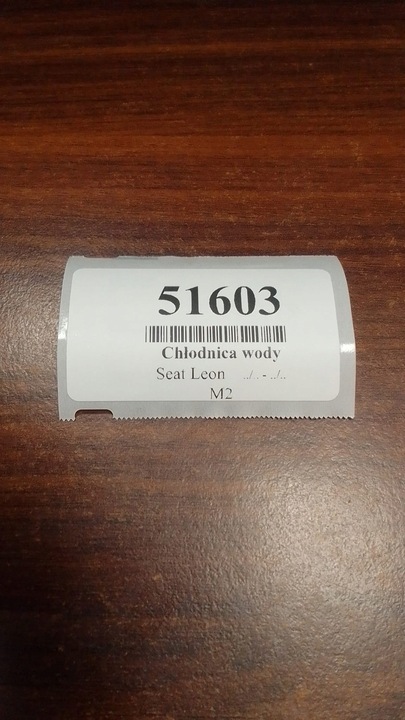 51603
Chłodnica wody
Seat Leon ../.. - ../..
M2